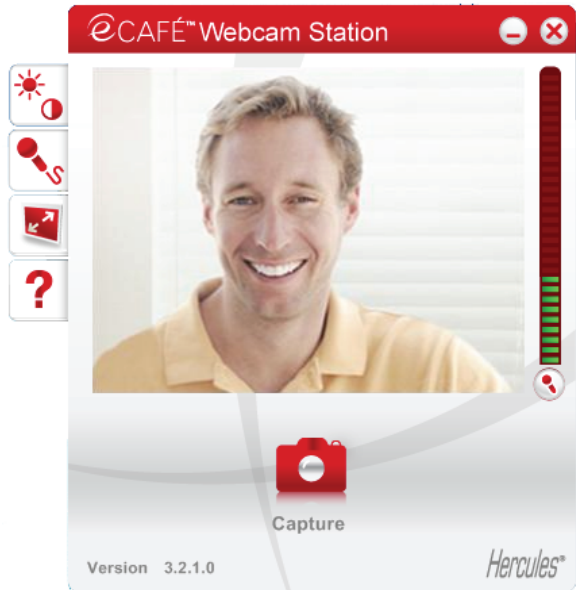 eCAFÉ™ Webcam Station
?
Capture
Version 3.2.1.0
Hercules®